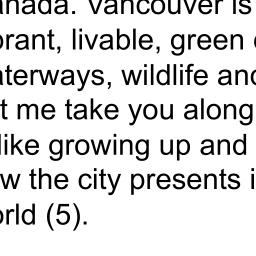 anada. Vancouver is
brant, livable, green
aterways, wildlife and
t me take you along
like growing up and
w the city presents i
orld (5).